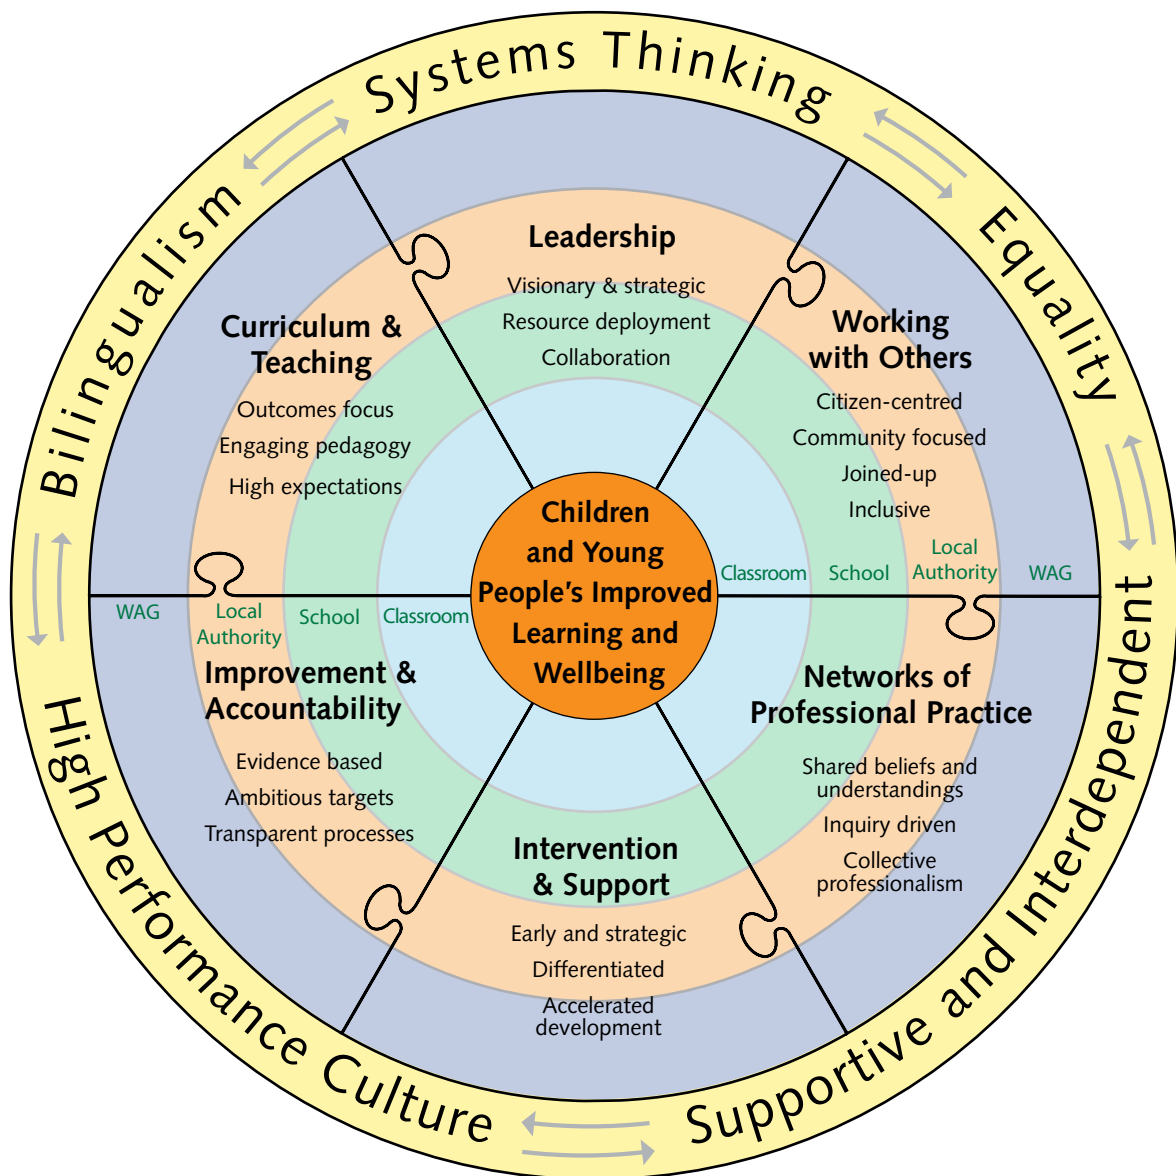 Systems Thinking
Bilingualism
Equality
High Performance Culture
Supportive and Interdependent
Leadership
Visionary & strategic
Resource deployment
Collaboration
Curriculum &
Teaching
Outcomes focus
Engaging pedagogy
High expectations
Working
with Others
Citizen-centred
Community focused
Joined-up
Inclusive
Children
and Young
People's Improved
Learning and
Wellbeing
Classroom
School
Local
Authority
WAG
WAG
Local
Authority
School
Classroom
Improvement &
Accountability
Evidence based
Ambitious targets
Transparent processes
Networks of
Professional Practice
Shared beliefs and
understandings
Inquiry driven
Collective
professionalism
Intervention
& Support
Early and strategic
Differentiated
Accelerated
development